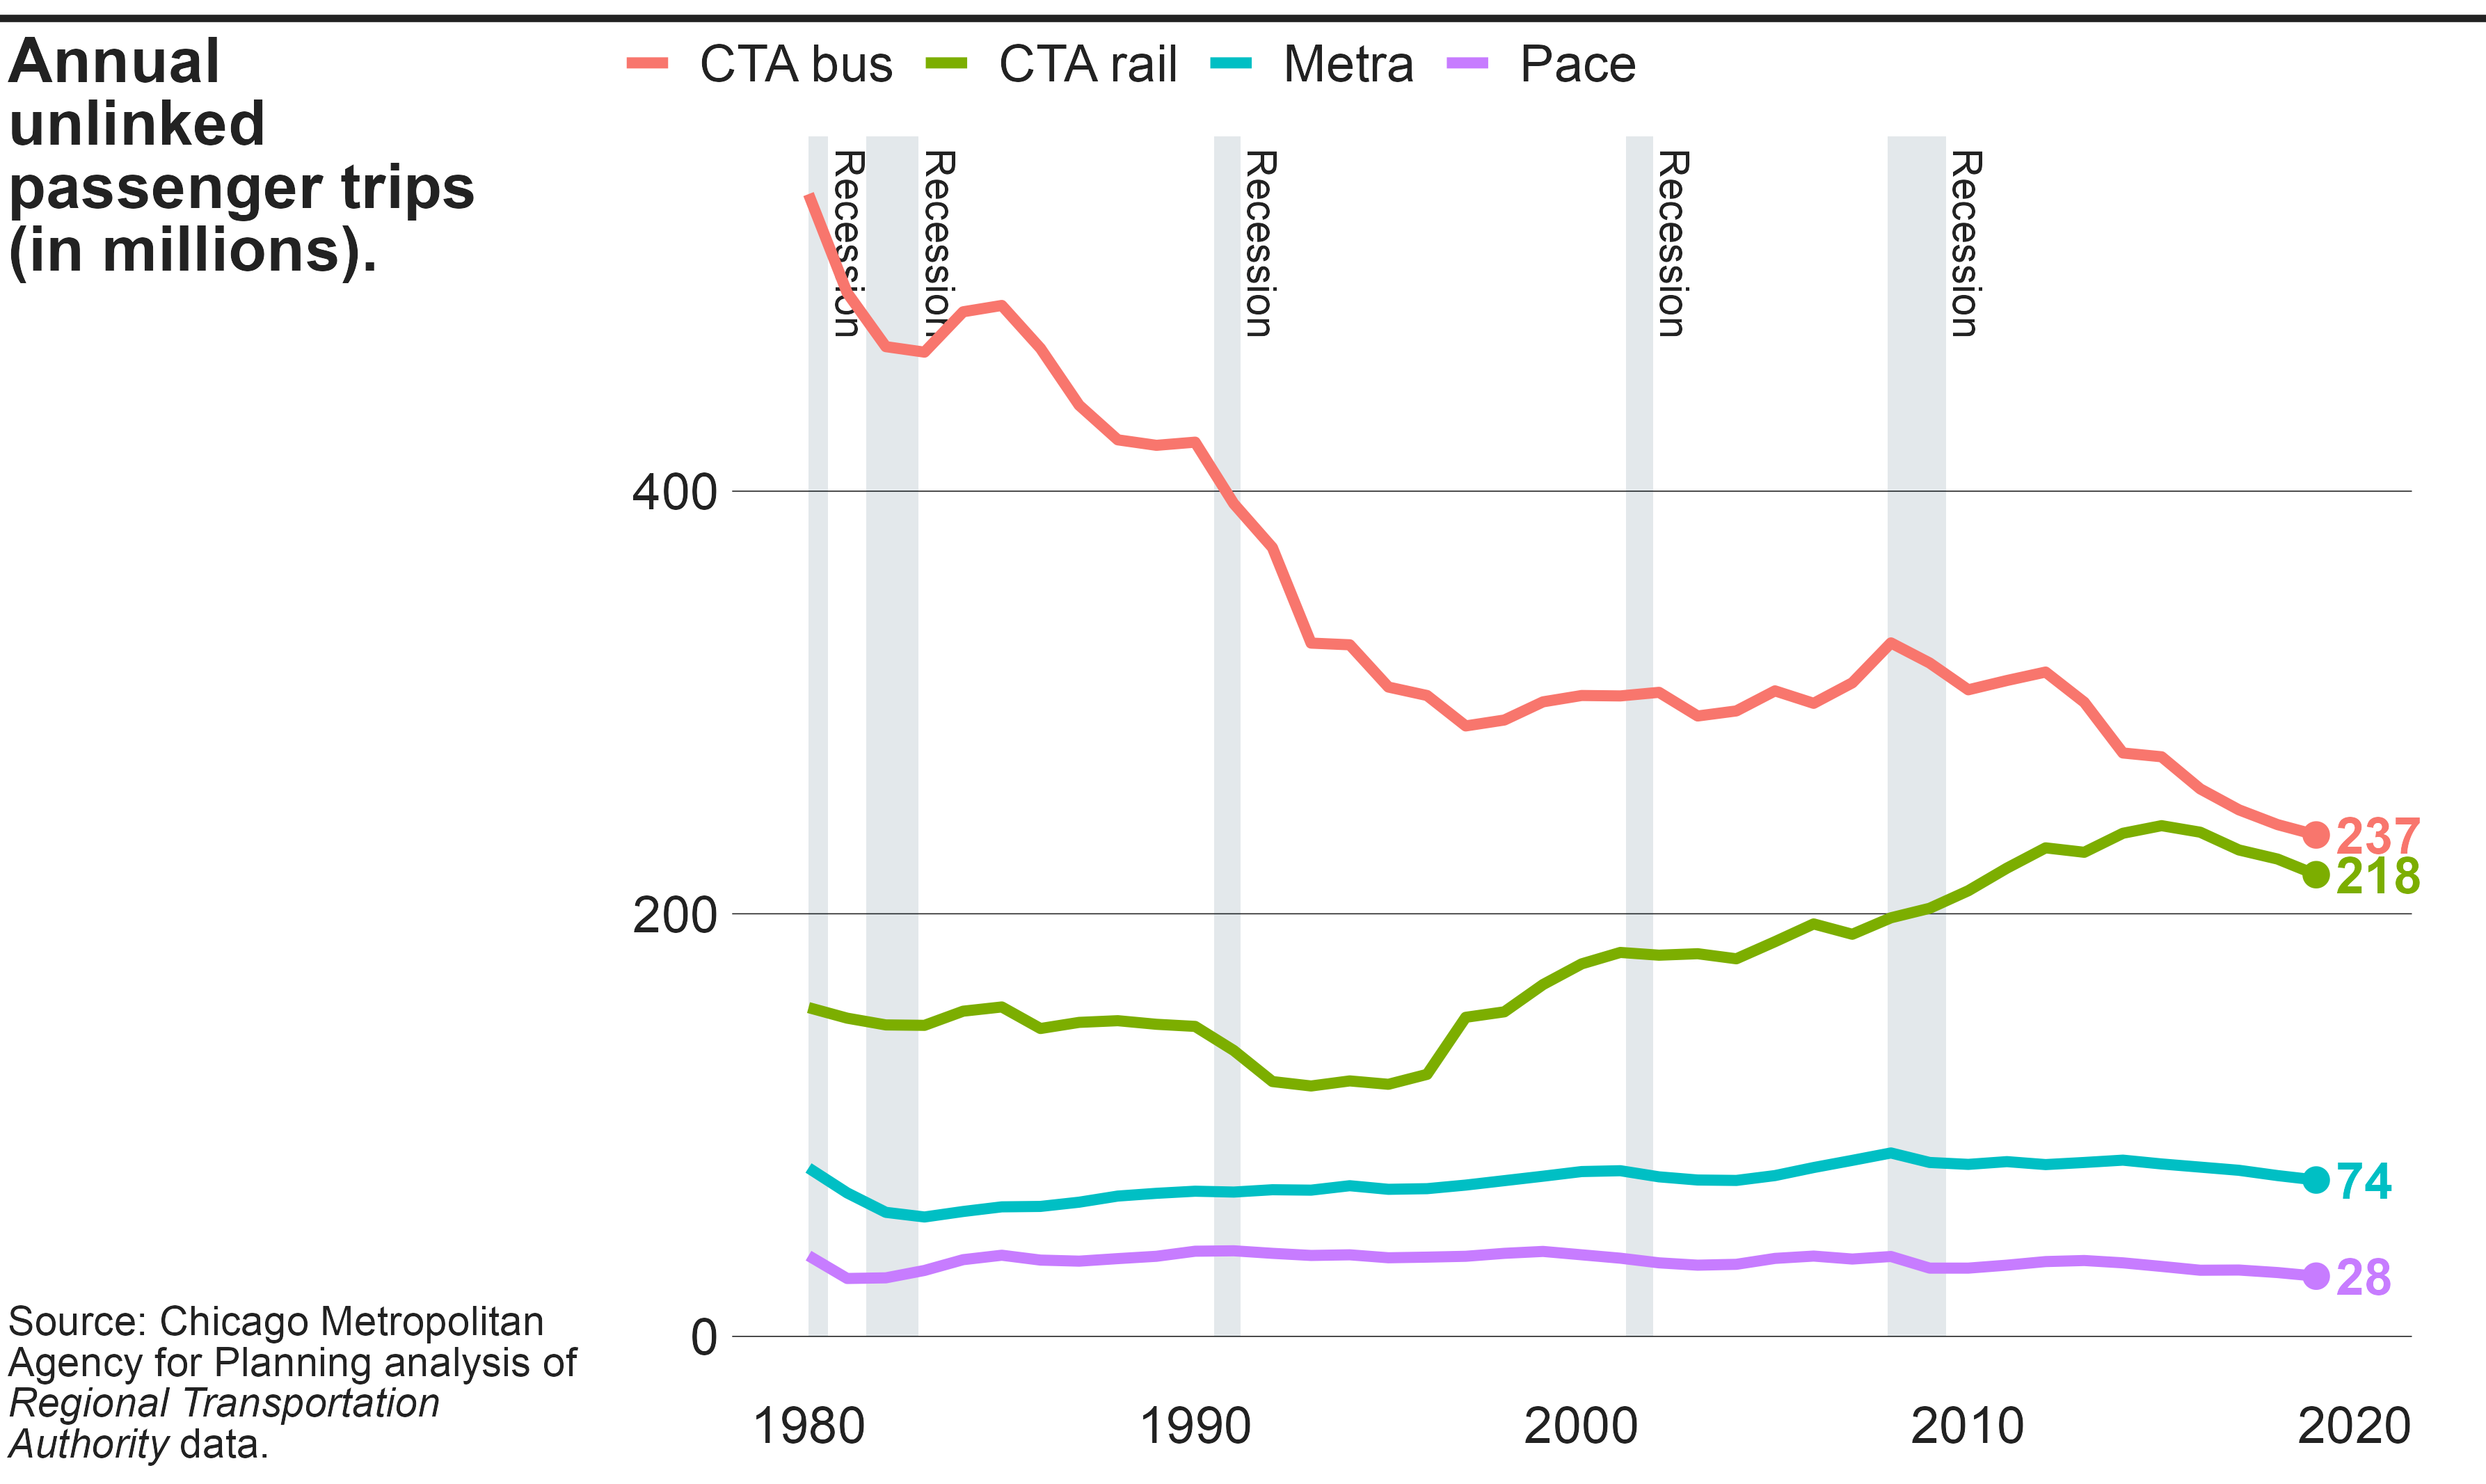 Annual
unlinked
passenger trips
(in millions).
CTA bus CTA rail Metra Pace
Recession
Recession
Recession
Recession
Recession
400
200
0
237
218
74
28
1980 1990 2000 2010 2020
Source: Chicago Metropolitan
Agency for Planning analysis of
Regional Transportation
Authority data.